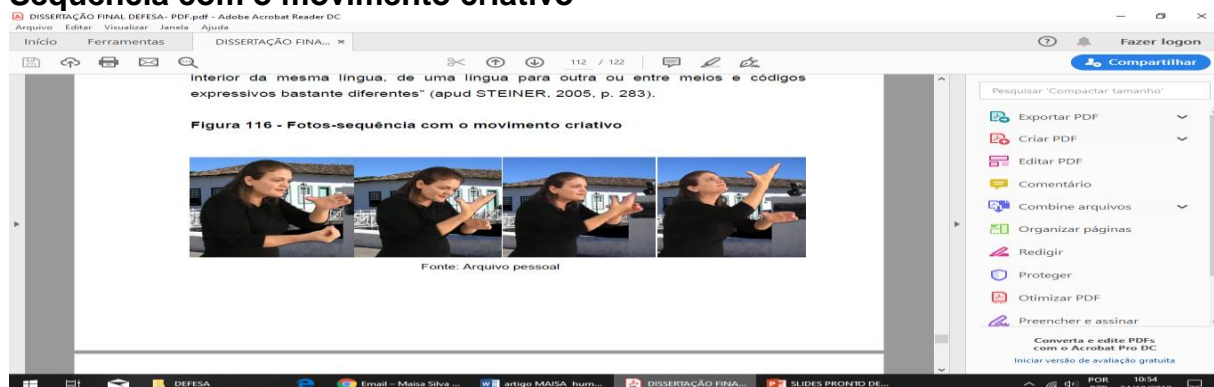 Sequência com o movimento criativo
DISSERTAÇÃO FINAL DEFESA- PDF.pdf - Adobe Acrobat Reader DC
Arquivo Editar Visualizar Janela Ajuda
Início Ferramentas DISSERTAÇÃO FINA... ×
Fazer logon
112 / 122
Compartilhar
interior da mesma língua, de uma língua para outra ou entre meios e códigos
expressivos bastante diferentes” (apud STEINER, 2005, p. 283).
Figura 116 - Fotos-sequência com o movimento criativo
Fonte: Arquivo pessoal
Pesquisar 'Compactar tamanho'
Exportar PDF
Criar PDF
Editar PDF
Comentário
Combine arquivos
Organizar páginas
Redigir
Proteger
Otimizar PDF
Preencher e assinar
Converta e edite PDFs
com o Acrobat Pro DC
Iniciar versão de avaliação gratuita
DEFESA
Email – Maisa Silva ...
artigo MAISA hum...
DISSERTAÇÃO FINA...
SLIDES PRONTO DE...
POR
10:54